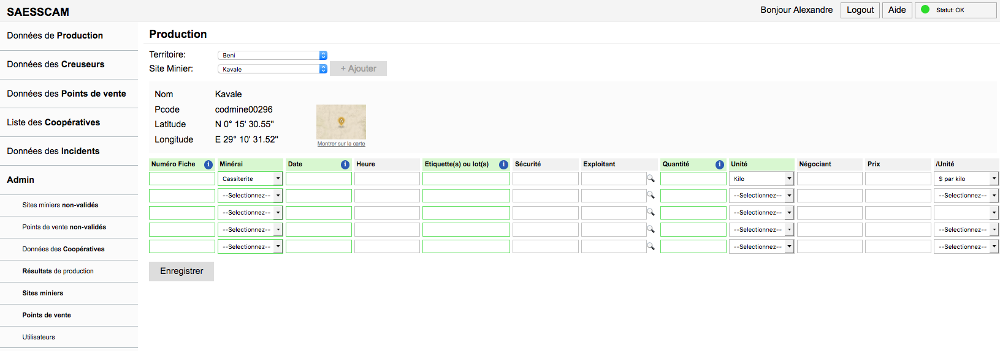 SAESSCAM
Bonjour Alexandre
Logout
Aide
Statut: OK
Données de Production
Données des Creuseurs
Données des Points de vente
Liste des Coopératives
Données des Incidents
Admin
Sites miniers non-validés
Points de vente non-validés
Données des Coopératives
Résultats de production
Sites miniers
Points de vente
Utilisateurs
Production
Territoire: Beni
Site Minier: Kavale + Ajouter
Nom Kavale
Pcode codmine00296
Latitude N 0° 15' 30.55"
Longitude E 29° 10' 31.52"
Montrer sur la carte
Numéro Fiche i Minérai Date i Heure Etiquette(s) ou lot(s) i Sécurité Exploitant Quantité i Unité Négociant Prix /Unité
Cassiterite Kilo $ par kilo
--Selectionnez-- --Selectionnez-- --Selectionnez--
--Selectionnez-- --Selectionnez--
--Selectionnez-- --Selectionnez-- --Selectionnez--
--Selectionnez-- --Selectionnez-- --Selectionnez--
Enregistrer